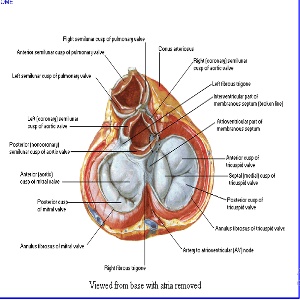 OME
Right semilunar cusp of pulmonary valve
Conus arteriosus
Anterior semilunar cusp of pulmonary valve
Right [coronary] semilunar
cusp of aortic valve
Left semilunar cusp of pulmonary valve
Left fibrous trigone
Interventricular part of
membranous septum [broken line]
Left [coronary] semilunar
cusp of aortic valve
Atrioventricular part of
membranous septum
Posterior [noncoronary]
semilunar cusp of aortic valve
Anterior cusp of
tricuspid valve
Anterior [aortic]
cusp of mitral valve
Septal [medial] cusp of
tricuspid valve
Posterior cusp
of mitral valve
Posterior cusp of
tricuspid valve
Annulus fibrosus of tricuspid valve
Annulus fibrosus of mitral valve
Artery to atrioventricular (AV) node
Right fibrous trigone
Viewed from base with atria removed